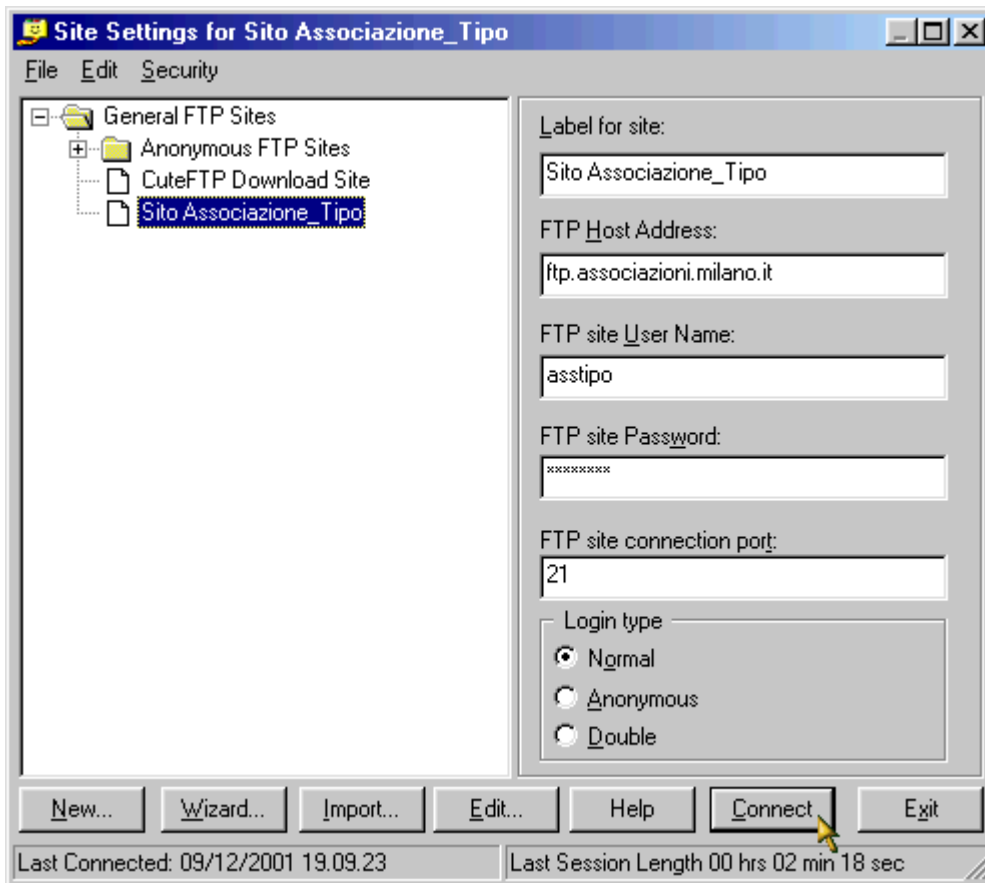 Site Settings for Sito Associazione_Tipo
File Edit Security
General FTP Sites
Anonymous FTP Sites
CuteFTP Download Site
Sito Associazione_Tipo
Label for site:
Sito Associazione_Tipo
FTP Host Address:
ftp.associazioni.milano.it
FTP site User Name:
asstipo
FTP site Password:
××××××××
FTP site connection port:
21
Login type
Normal
Anonymous
Double
New... Wizard... Import... Edit... Help Connect Exit
Last Connected: 09/12/2001 19.09.23 Last Session Length 00 hrs 02 min 18 sec